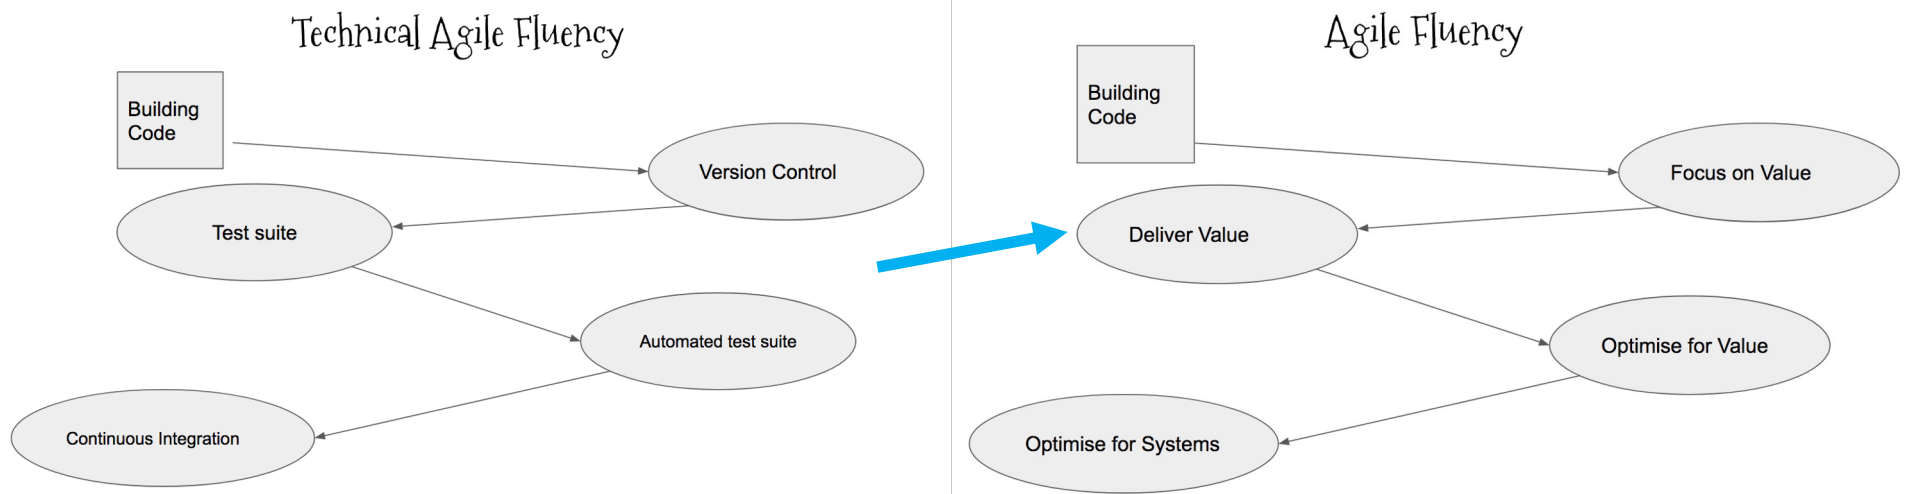 Technical Agile Fluency
Building
Code
Version Control
Test suite
Automated test suite
Continuous Integration
Agile Fluency
Building
Code
Focus on Value
Deliver Value
Optimise for Value
Optimise for Systems